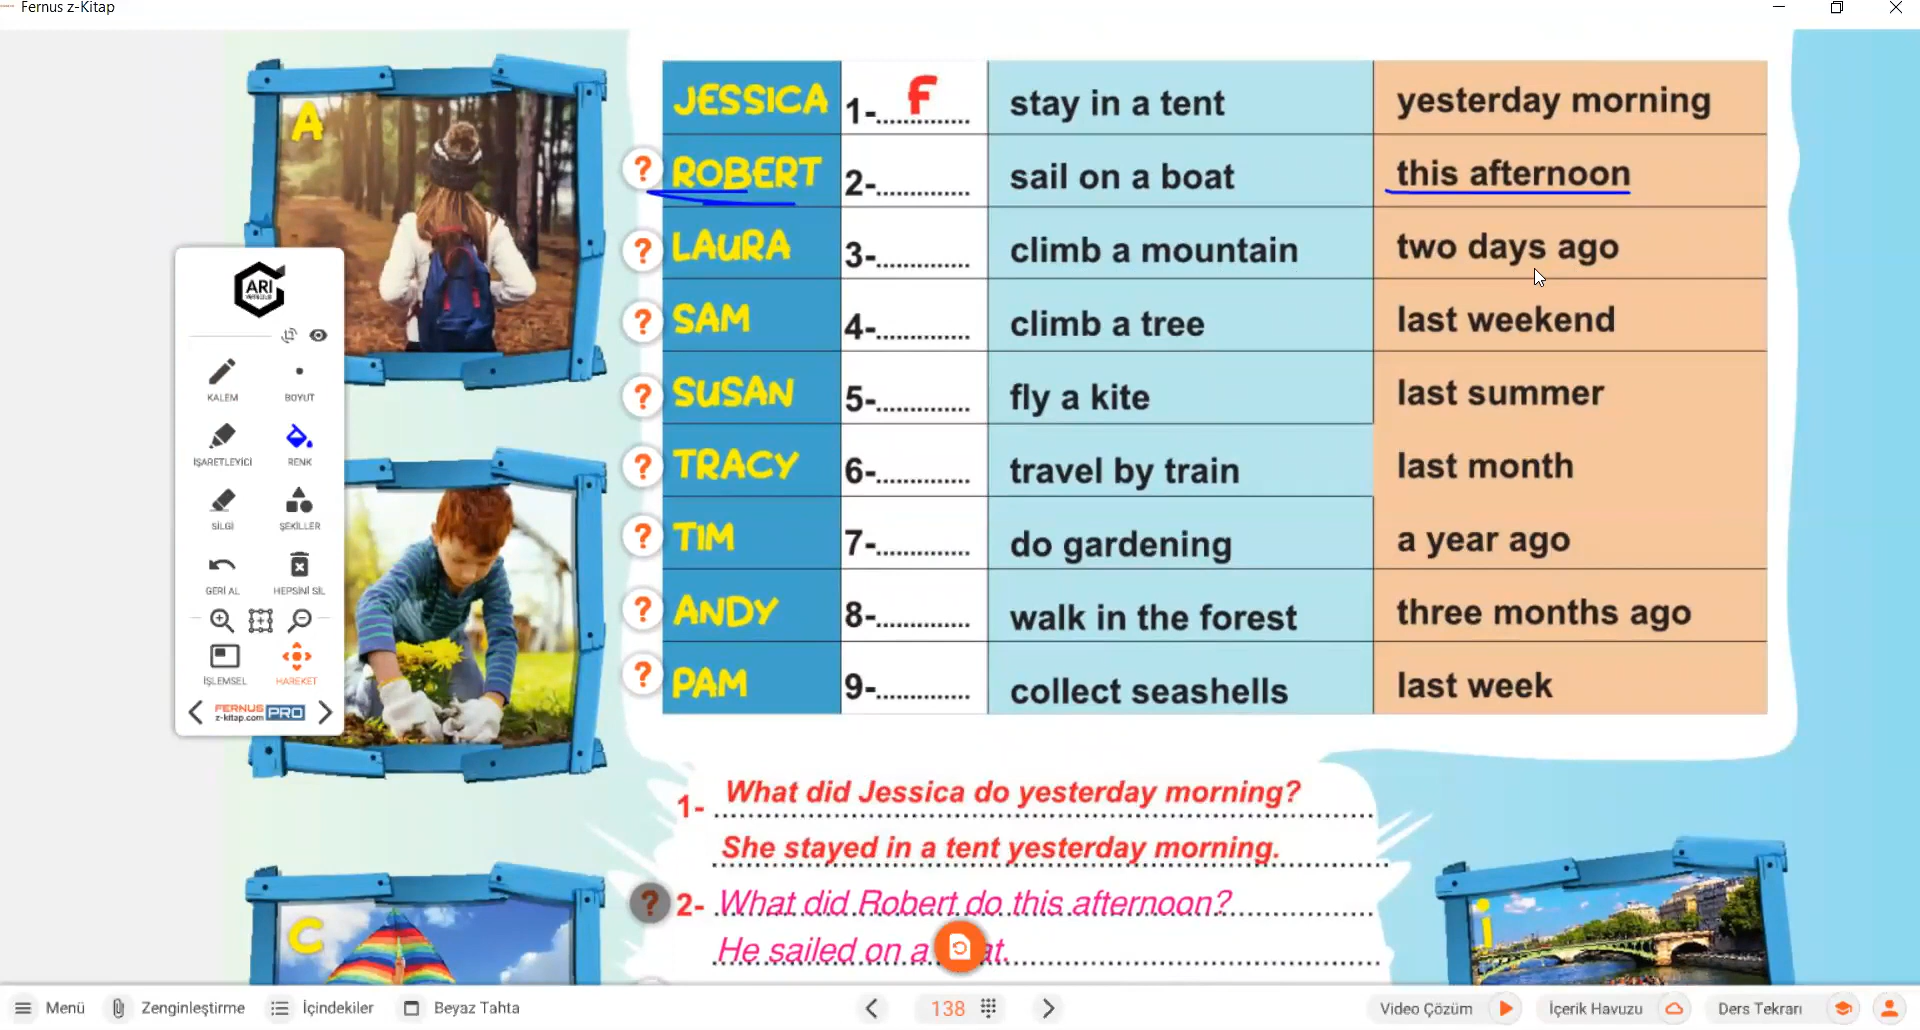 Fernus z-Kitap
A
JESSICA 1-............ F stay in a tent yesterday morning
? ROBERT 2-............ sail on a boat this afternoon
? LAURA 3-............ climb a mountain two days ago
? SAM 4-............ climb a tree last weekend
? SUSAN 5-............ fly a kite last summer
? TRACY 6-............ travel by train last month
? TIM 7-............ do gardening a year ago
? ANDY 8-............ walk in the forest three months ago
? PAM 9-............ collect seashells last week
ARI
KALEM BOYUT
İŞARETLEYİCİ RENK
SİLGİ ŞEKİLLER
GERİ AL HEPSİNİ SİL
İŞLEMSEL HAREKET
FERNUS
z-kitap.com PRO
1- What did Jessica do yesterday morning?
She stayed in a tent yesterday morning.
? 2- What did Robert do this afternoon?
He sailed on a at.
C
i
Menü Zenginleştirme İçindekiler Beyaz Tahta 138 Video Çözüm İçerik Havuzu Ders Tekrarı